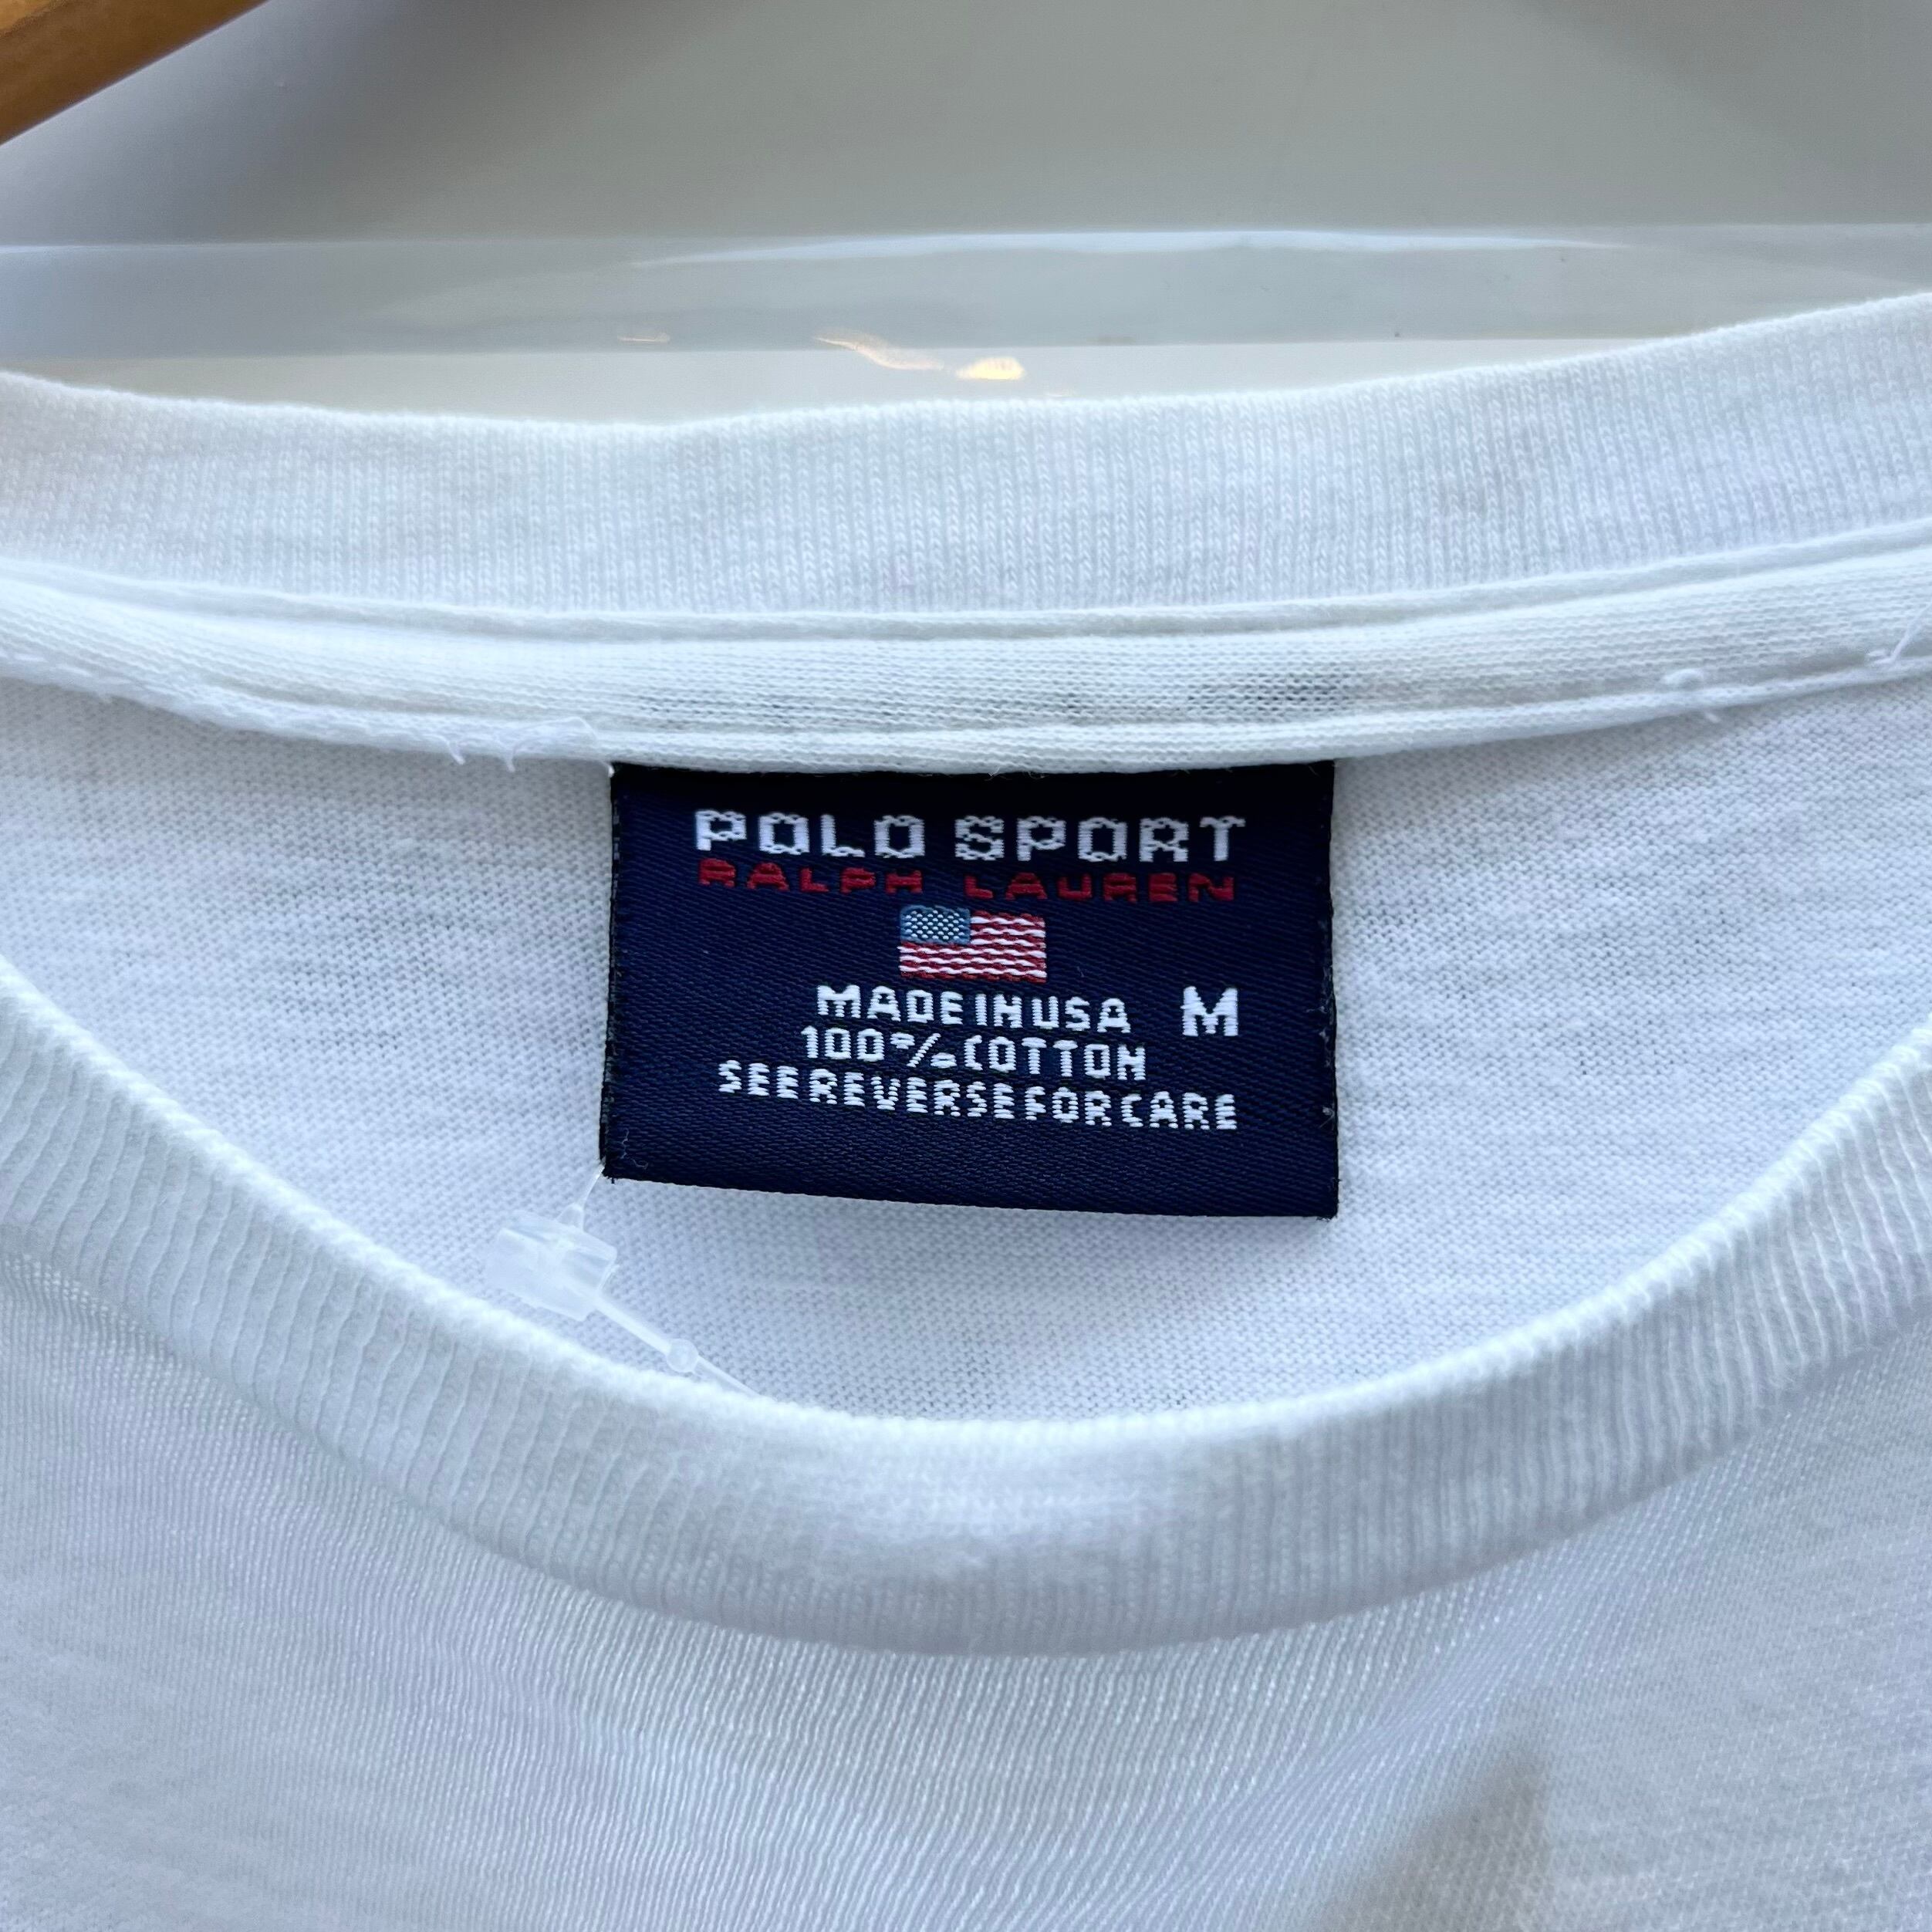 POLO SPORT
RALPH LAUREN
MADE IN USA M
100% COTTON
SEE REVERSE FOR CARE